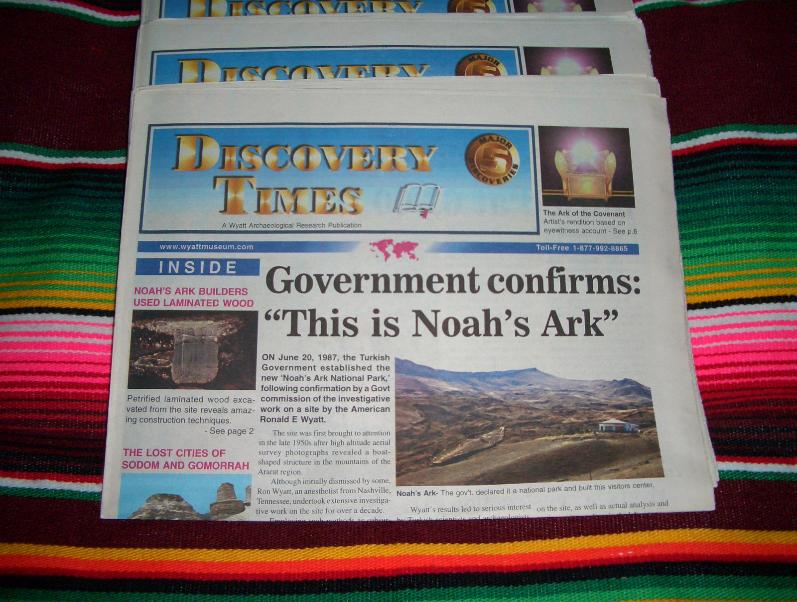 DISCOVERY
DISCOVERY
MAJOR
DISCOVERY
TIMES
MAJOR
5
DISCOVERIES
A Wyatt Archaeological Research Publication
The Ark of the Covenant
Artist's rendition based on
eyewitness account - See p.6
www.wyattmuseum.com
Toll-Free 1-877-992-8865
INSIDE
NOAH'S ARK BUILDERS
USED LAMINATED WOOD
Petrified laminated wood exca-
vated from the site reveals amaz-
ing construction techniques.
- See page 2
THE LOST CITIES OF
SODOM AND GOMORRAH
Government confirms:
“This is Noah's Ark”
ON June 20, 1987, the Turkish
Government established the
new 'Noah's Ark National Park,'
following confirmation by a Govt
commission of the investigative
work on a site by the American
Ronald E Wyatt.
The site was first brought to attention
in the late 1950s after high altitude aerial
survey photographs revealed a boat-
shaped structure in the mountains of the
Ararat region.
Although initially dismissed by some,
Ron Wyatt, an anesthetist from Nashville,
Tennessee, undertook extensive investiga-
tive work on the site for over a decade.
Noah's Ark- The gov't. declared it a national park and built this visitors center,
Wyatt's results led to serious interest
on the site, as well as actual analysis and